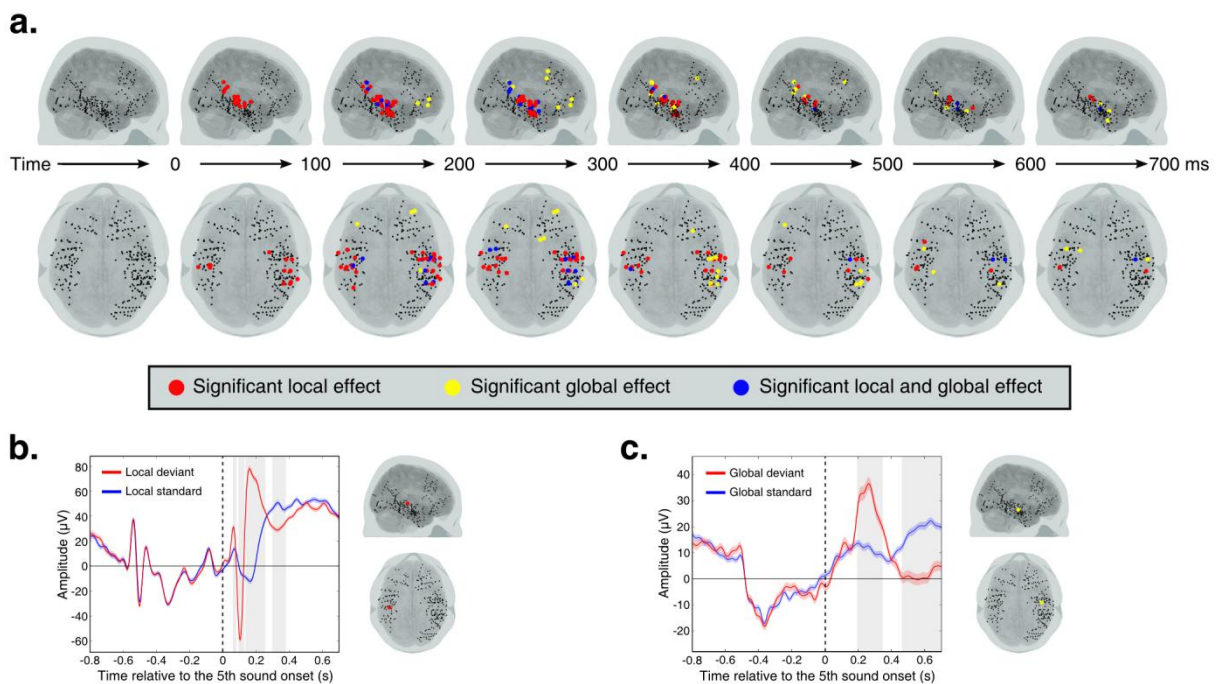 a.
Time 0 100 200 300 400 500 600 700 ms
Significant local effect Significant global effect Significant local and global effect
b.
Local deviant
Local standard
Amplitude (μV)
80
60
40
20
0
-20
-40
-60
-0.8 -0.6 -0.4 -0.2 0 0.2 0.4 0.6
Time relative to the 5th sound onset (s)
c.
Global deviant
Global standard
Amplitude (μV)
40
30
20
10
0
-10
-20
-0.8 -0.6 -0.4 -0.2 0 0.2 0.4 0.6
Time relative to the 5th sound onset (s)